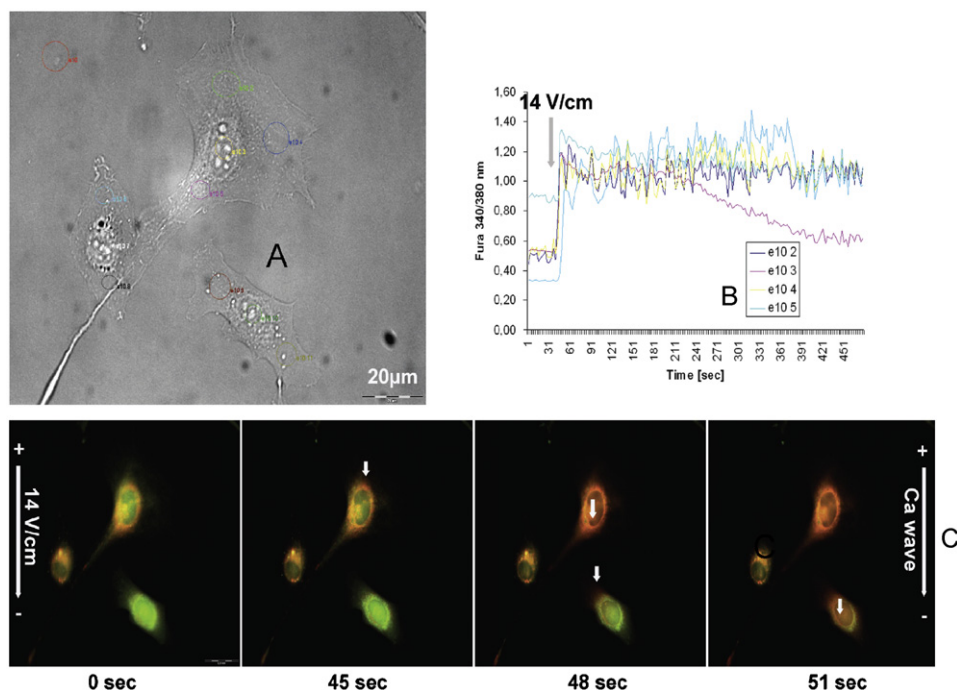 A
20µm
14 V/cm
Fura 340/380 nm
1,60
1,40
1,20
1,00
0,80
0,60
0,40
0,20
0,00
B
e10 2
e10 3
e10 4
e10 5
1 31 61 91 121 151 181 211 241 271 301 331 361 391 421 451
Time [sec]
+
14 V/cm
-
C
+
Ca wave
-
C
0 sec
45 sec
48 sec
51 sec